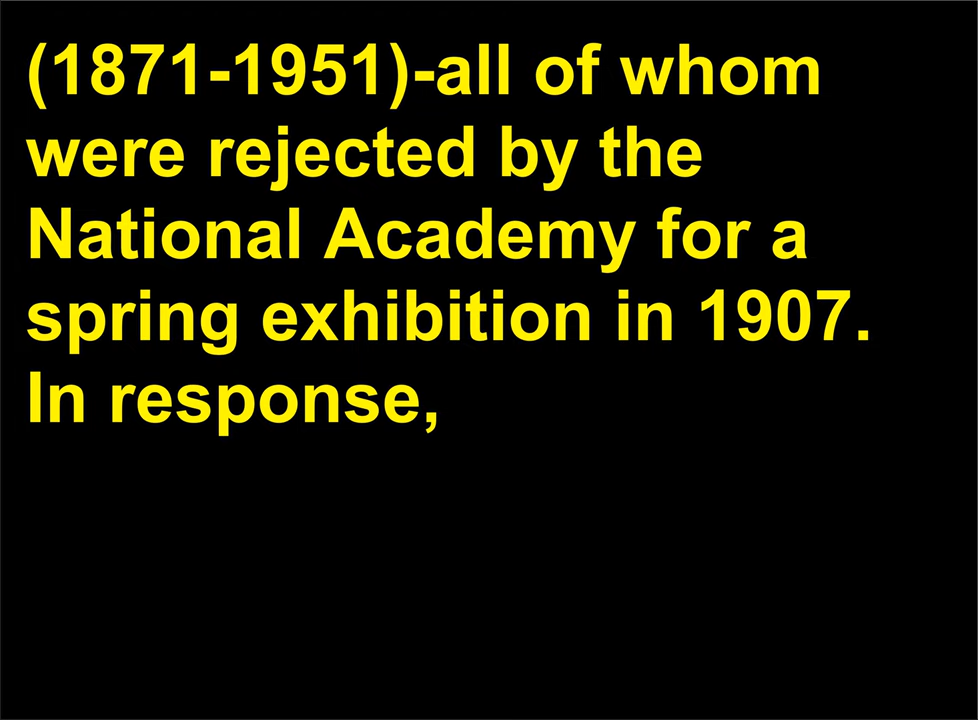 (1871-1951)-all of whom
were rejected by the
National Academy for a
spring exhibition in 1907.
In response,